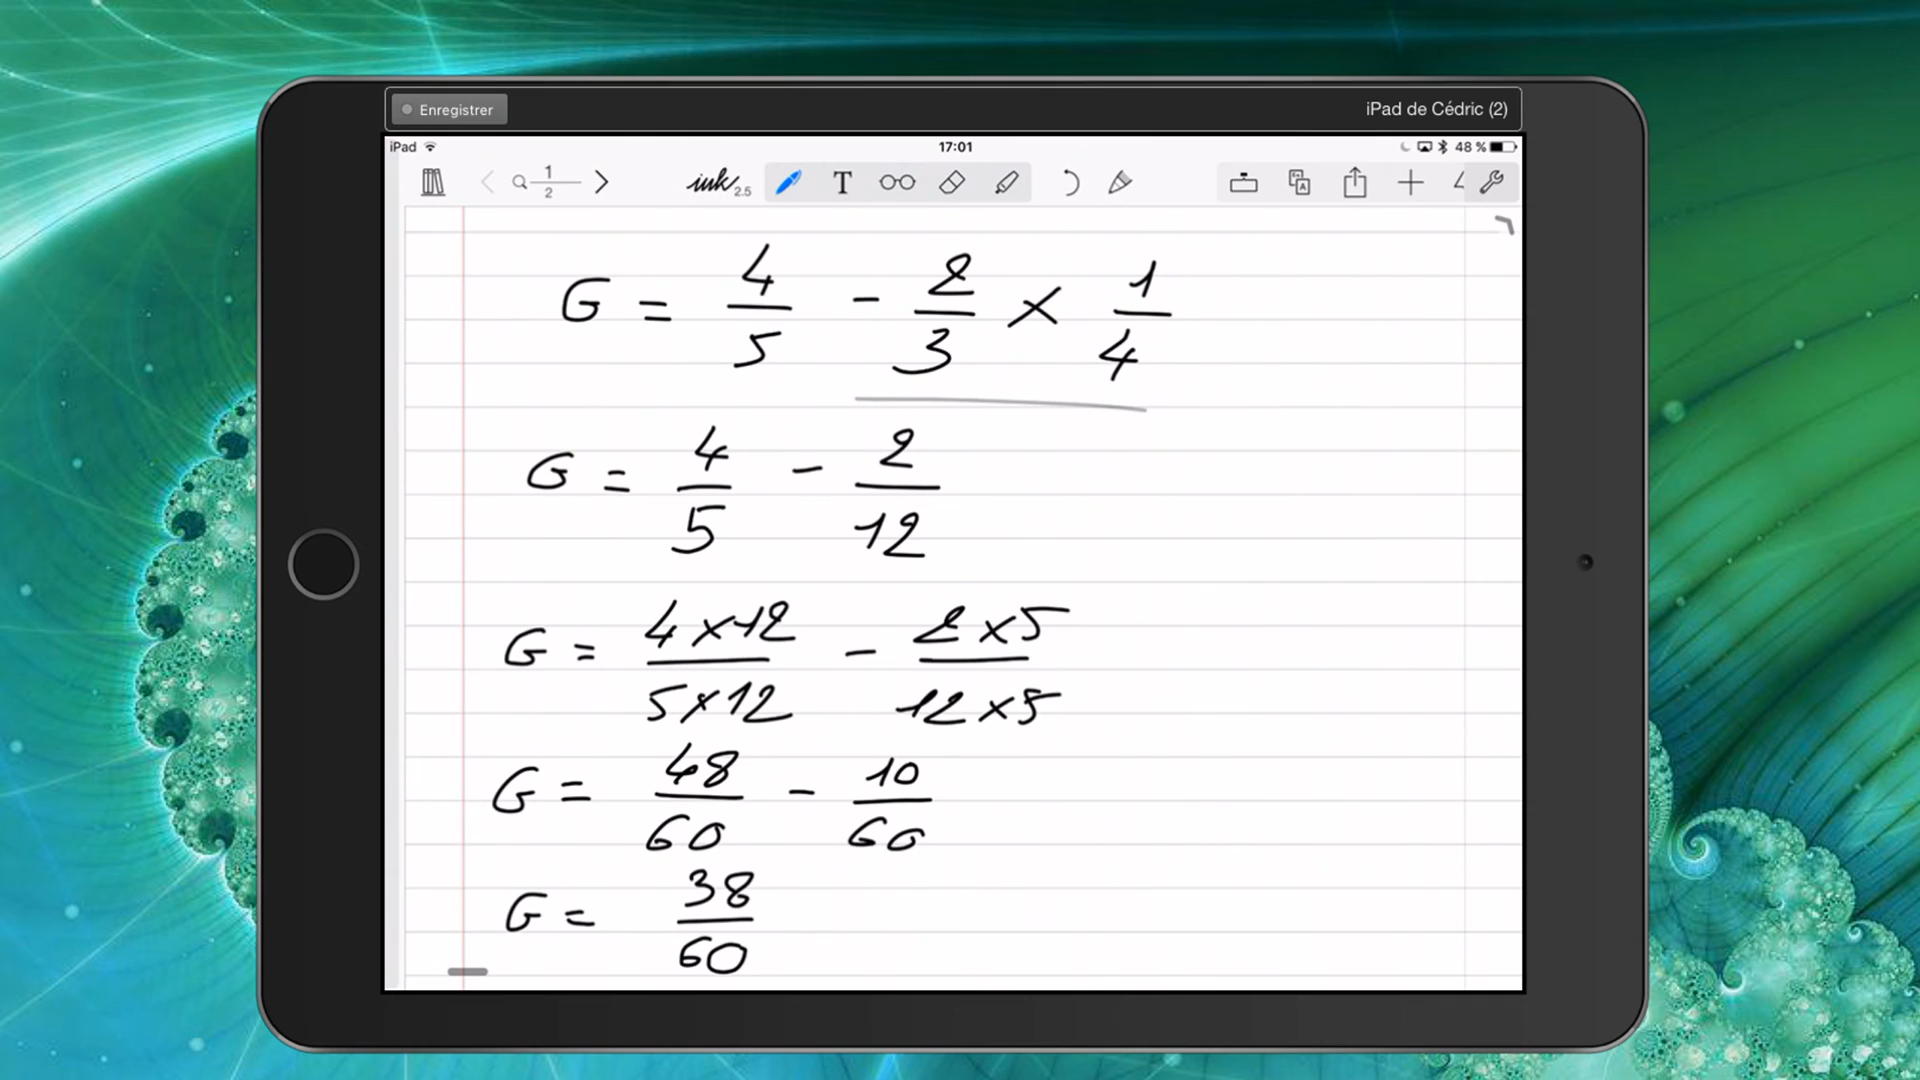 Enregistrer iPad de Cédric (2)
iPad 17:01 48 %
1/2 ink 2.5 T
G = 4/5 - 2/3 × 1/4
G = 4/5 - 2/12
G = 4×12/5×12 - 2×5/12×5
G = 48/60 - 10/60
G = 38/60